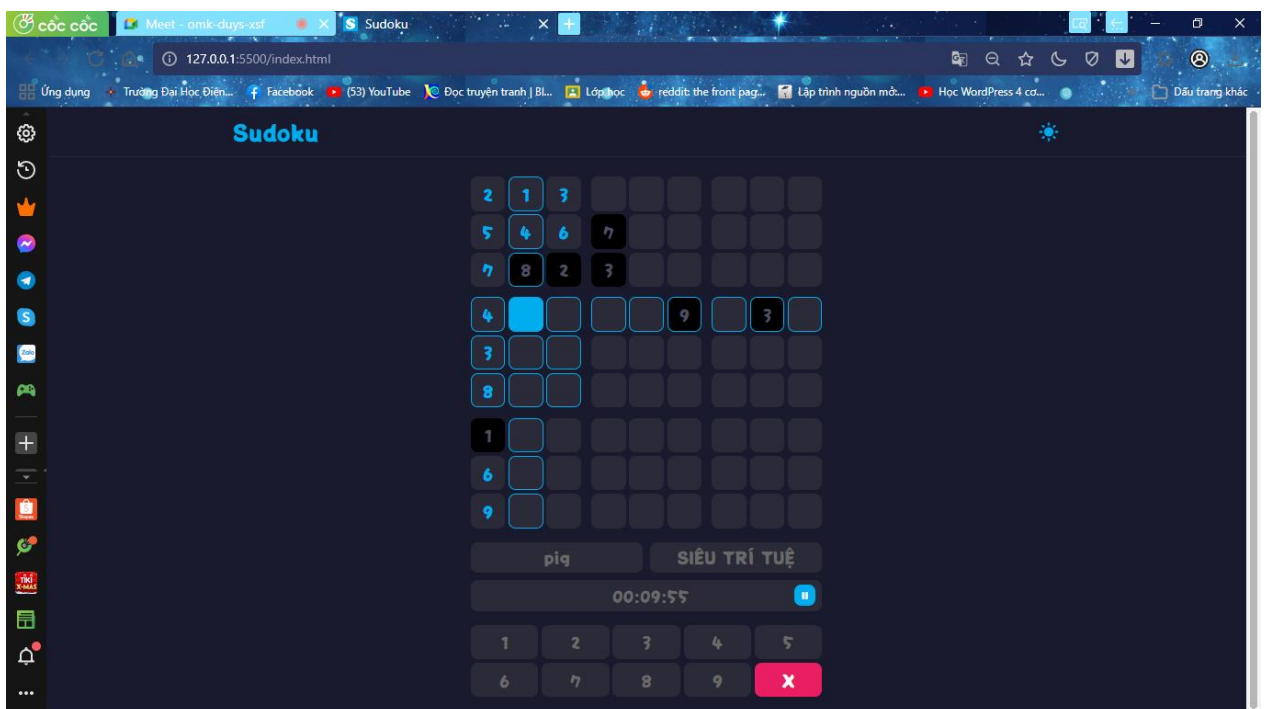 cốc cốc Meet - omk-duys-xsf Sudoku
127.0.0.1:5500/index.html
Ứng dụng Trường Đại Học Điện... Facebook (53) YouTube Đọc truyện tranh | Bl... Lớp học reddit: the front pag... Lập trình nguồn mở:... Học WordPress 4 cơ... Dấu trang khác
Sudoku
2 1 3
5 4 6 7
7 8 2 3
4 9 3
3
8
1
6
9
pig SIÊU TRÍ TUỆ
00:09:55
1 2 3 4 5
6 7 8 9 X
Zalo
TIKI
X-MAS